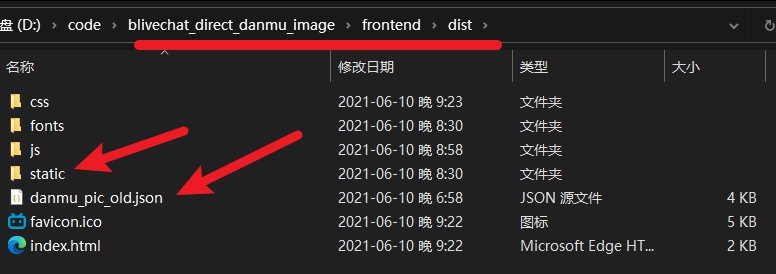 盘 (D:) › code › blivechat_direct_danmu_image › frontend › dist ›
名称 修改日期 类型 大小
css 2021-06-10 晚 9:23 文件夹
fonts 2021-06-10 晚 8:30 文件夹
js 2021-06-10 晚 8:58 文件夹
static 2021-06-10 晚 8:30 文件夹
danmu_pic_old.json 2021-06-10 晚 6:58 JSON 源文件 4 KB
favicon.ico 2021-06-10 晚 9:22 图标 5 KB
index.html 2021-06-10 晚 9:22 Microsoft Edge HT... 2 KB